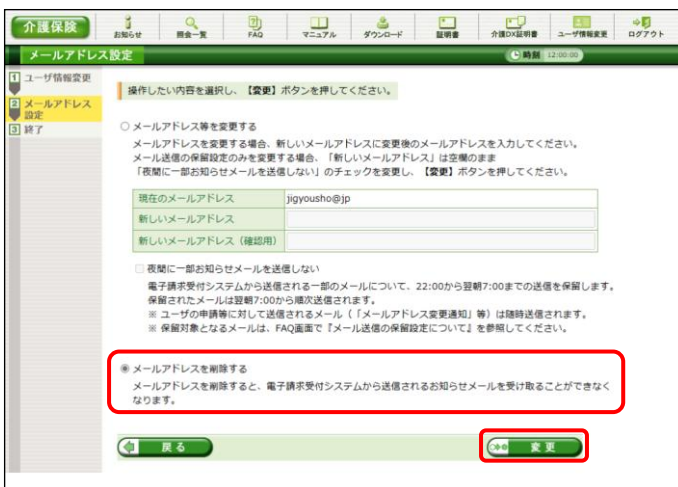 介護保険
お知らせ
照会一覧
FAQ
マニュアル
ダウンロード
証明書
介護DX証明書
ユーザ情報変更
ログアウト
メールアドレス設定
時刻 12:00:00
1 ユーザ情報変更
2 メールアドレス
設定
3 終了
操作したい内容を選択し、【変更】ボタンを押してください。
メールアドレス等を変更する
メールアドレスを変更する場合、新しいメールアドレスに変更後のメールアドレスを入力してください。
メール送信の保留設定のみを変更する場合、「新しいメールアドレス」は空欄のまま
「夜間に一部お知らせメールを送信しない」のチェックを変更し、【変更】ボタンを押してください。
現在のメールアドレス jigyousho@jp
新しいメールアドレス
新しいメールアドレス（確認用）
夜間に一部お知らせメールを送信しない
電子請求受付システムから送信される一部のメールについて、22:00から翌朝7:00までの送信を保留します。
保留されたメールは翌朝7:00から順次送信されます。
※ ユーザの申請等に対して送信されるメール（「メールアドレス変更通知」等）は随時送信されます。
※ 保留対象となるメールは、FAQ画面で『メール送信の保留設定について』を参照してください。
メールアドレスを削除する
メールアドレスを削除すると、電子請求受付システムから送信されるお知らせメールを受け取ることができなく
なります。
戻る
変更